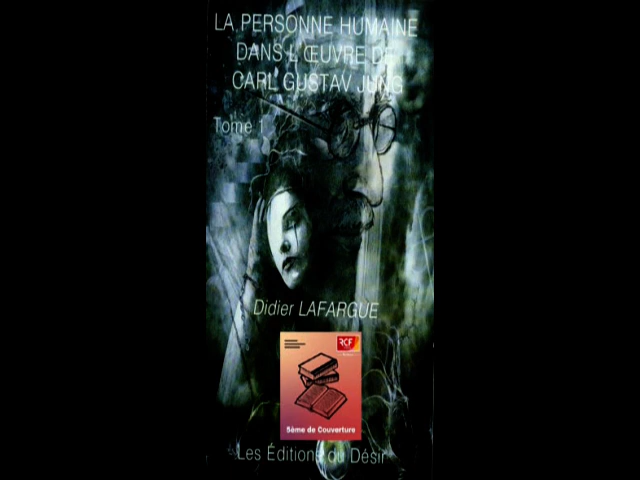 LA PERSONNE HUMAINE
DANS L'ŒUVRE DE
CARL GUSTAV JUNG
Tome 1
Didier LAFARGUE
RCF
5ème de Couverture
Les Éditions du Désir